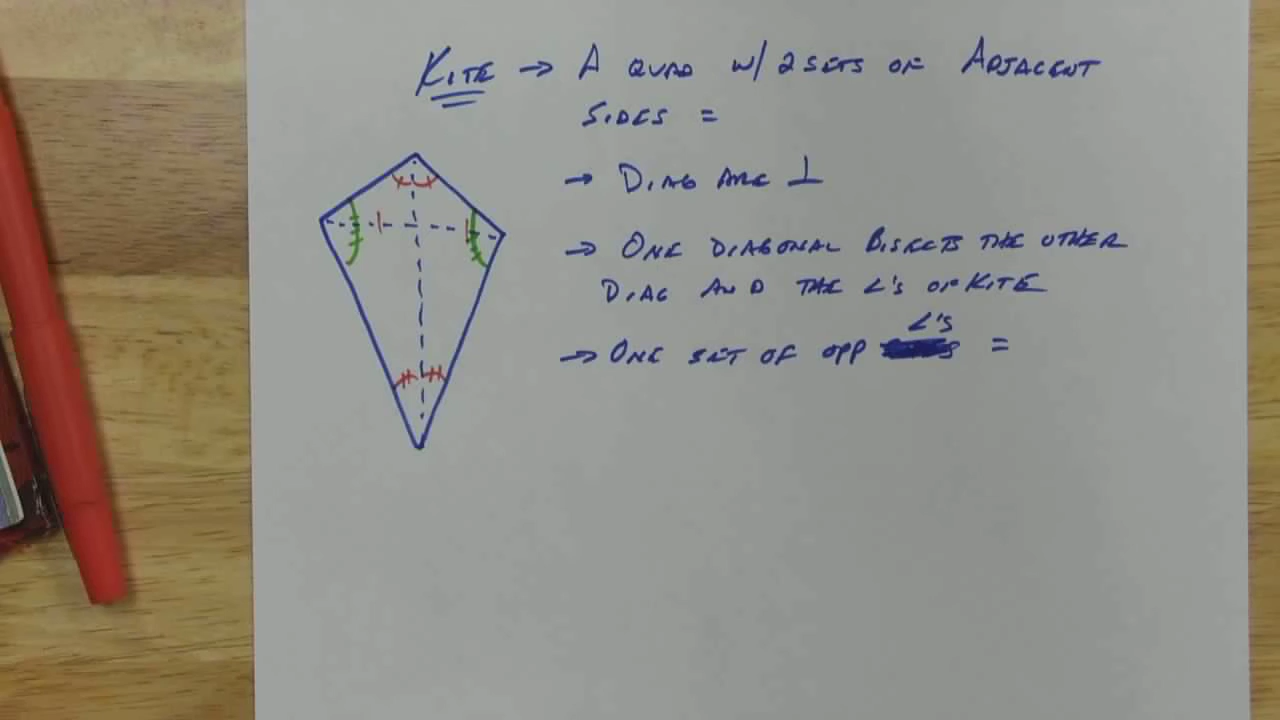 KITE → A QUAD W/ 2 SETS OF ADJACENT
SIDES =
→ DIAG ARE ⊥
→ ONE DIAGONAL BISECTS THE OTHER
DIAG AND THE ∠'S OF KITE
∠'S
→ ONE SET OF OPP =